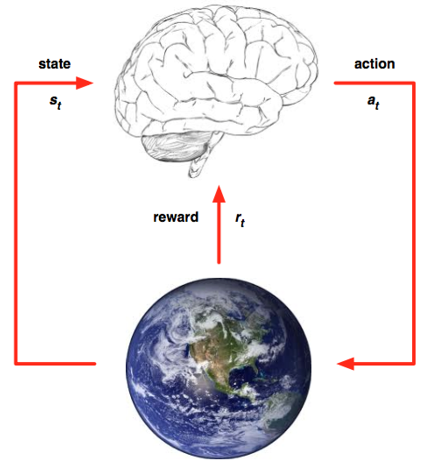 state
s_t
action
a_t
reward r_t